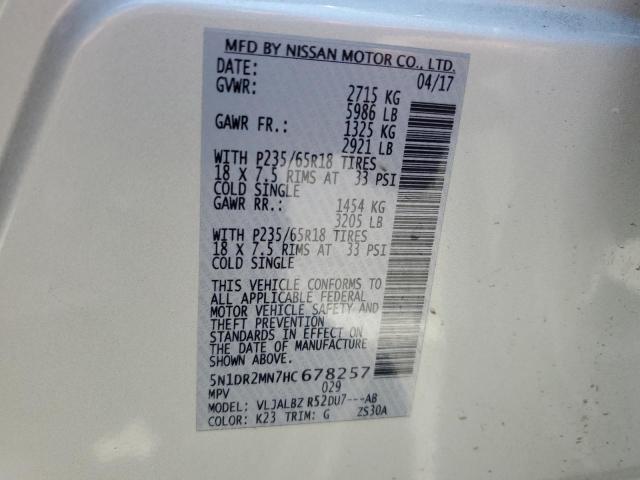 MFD BY NISSAN MOTOR CO., LTD.
DATE: 04/17
GVWR: 2715 KG
5986 LB
GAWR FR.: 1325 KG
2921 LB
WITH P235/65R18 TIRES
18 X 7.5 RIMS AT 33 PSI
COLD SINGLE
GAWR RR.: 1454 KG
3205 LB
WITH P235/65R18 TIRES
18 X 7.5 RIMS AT 33 PSI
COLD SINGLE
THIS VEHICLE CONFORMS TO
ALL APPLICABLE FEDERAL
MOTOR VEHICLE SAFETY AND
THEFT PREVENTION
STANDARDS IN EFFECT ON
THE DATE OF MANUFACTURE
SHOWN ABOVE.
5N1DR2MN7HC678257
MPV 029
MODEL: VLJALBZ R52DU7---AB
COLOR: K23 TRIM: G ZS30A